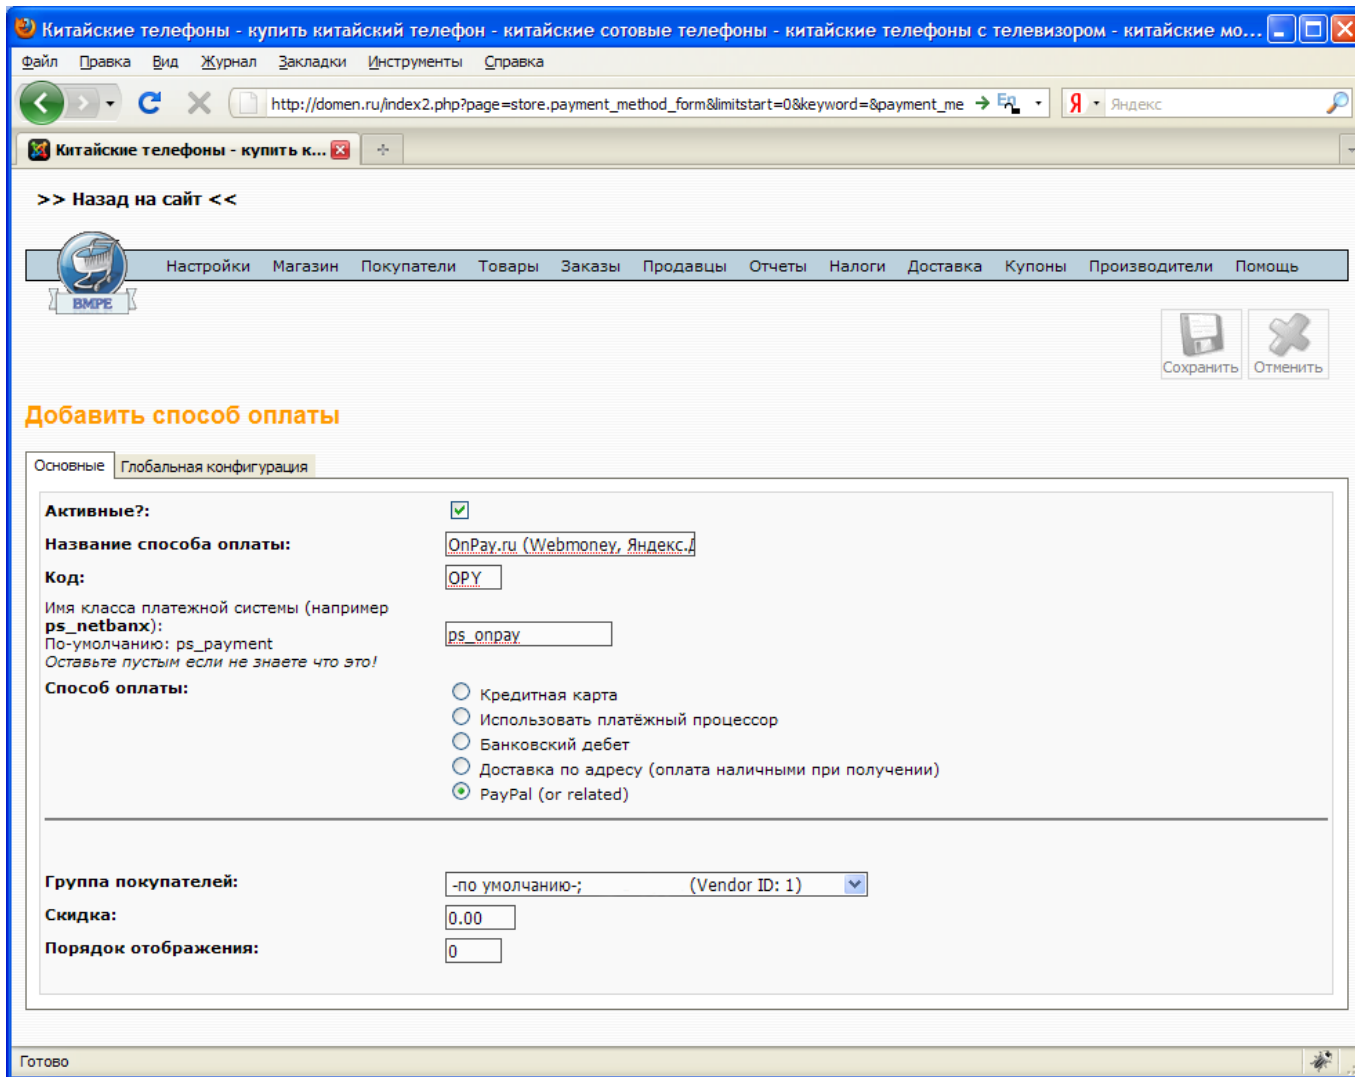 Китайские телефоны - купить китайский телефон - китайские сотовые телефоны - китайские телефоны с телевизором - китайские мо...
Файл Правка Вид Журнал Закладки Инструменты Справка
http://domen.ru/index2.php?page=store.payment_method_form&limitstart=0&keyword=&payment_me En Я Яндекс
Китайские телефоны - купить к...
>> Назад на сайт <<
Настройки Магазин Покупатели Товары Заказы Продавцы Отчеты Налоги Доставка Купоны Производители Помощь
BMPE
Сохранить Отменить
Добавить способ оплаты
Основные Глобальная конфигурация
Активные?:
Название способа оплаты: OnPay.ru (Webmoney, Яндекс.Д
Код: OPY
Имя класса платежной системы (например
ps_netbanx):
По-умолчанию: ps_payment
Оставьте пустым если не знаете что это!
ps_onpay
Способ оплаты:
Кредитная карта
Использовать платёжный процессор
Банковский дебет
Доставка по адресу (оплата наличными при получении)
PayPal (or related)
Группа покупателей: -по умолчанию-; (Vendor ID: 1)
Скидка: 0.00
Порядок отображения: 0
Готово